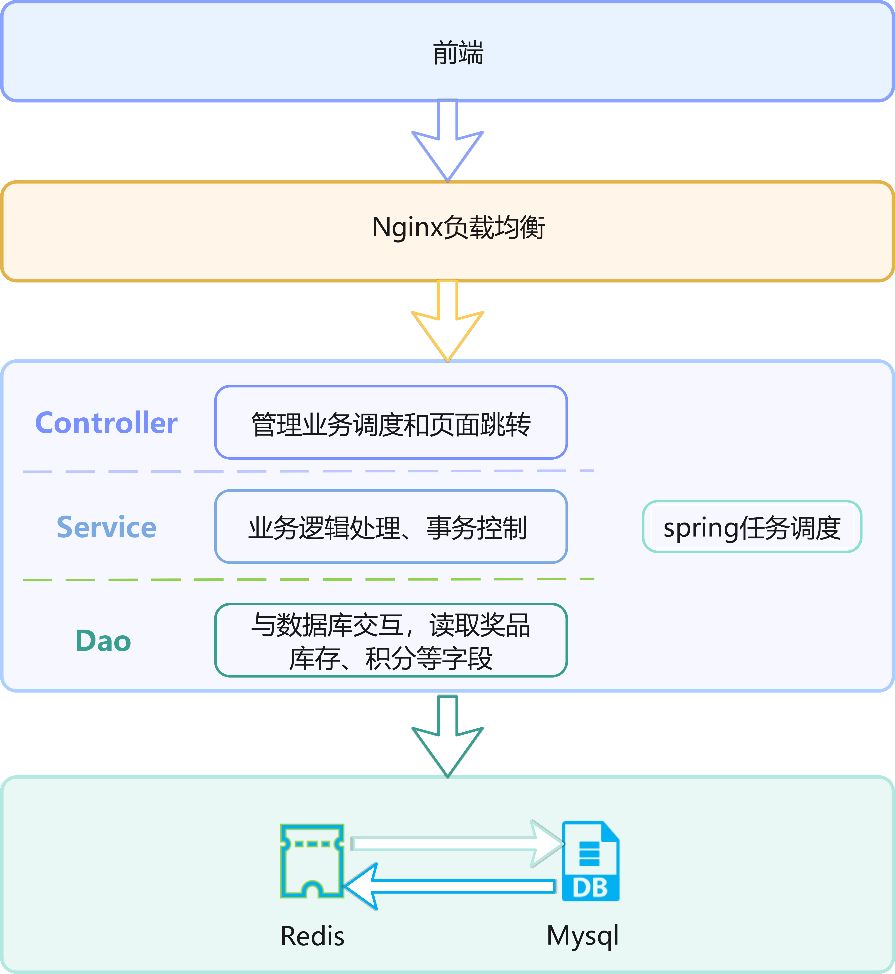 前端
Nginx负载均衡
Controller
管理业务调度和页面跳转
Service
业务逻辑处理、事务控制
spring任务调度
Dao
与数据库交互，读取奖品
库存、积分等字段
DB
Redis
Mysql